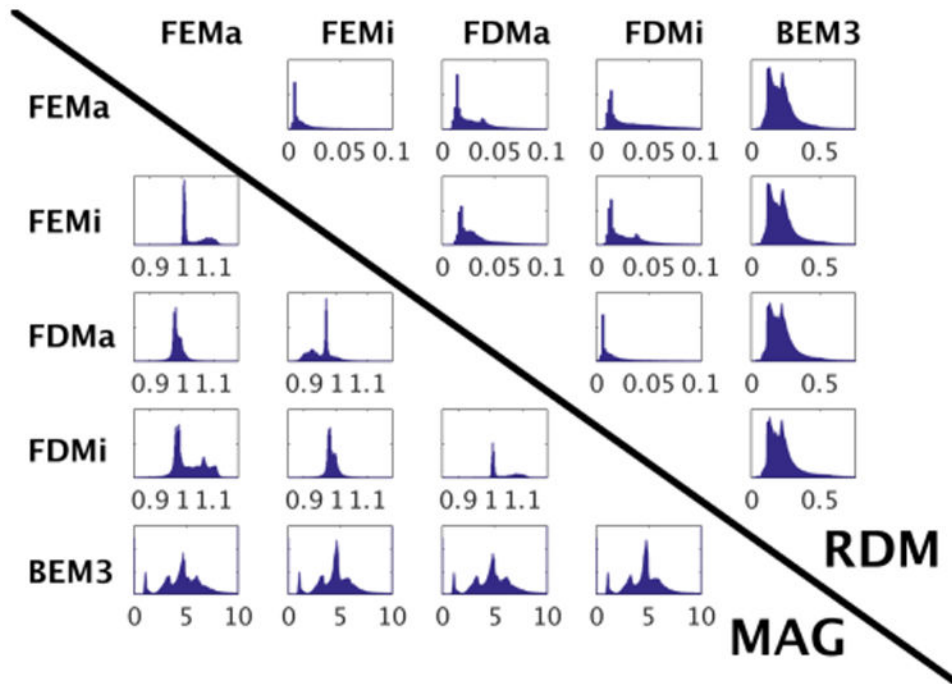 FEMa FEMi FDMa FDMi BEM3
FEMa
0 0.05 0.1 0 0.05 0.1 0 0.05 0.1 0 0.5
FEMi
0.9 1 1.1 0 0.05 0.1 0 0.05 0.1 0 0.5
FDMa
0.9 1 1.1 0.9 1 1.1 0 0.05 0.1 0 0.5
FDMi
0.9 1 1.1 0.9 1 1.1 0.9 1 1.1 0 0.5
RDM
BEM3
0 5 10 0 5 10 0 5 10 0 5 10
MAG